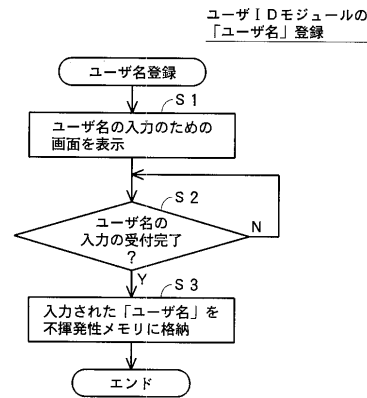 ユーザIDモジュールの
「ユーザ名」登録
ユーザ名登録
S1
ユーザ名の入力のための
画面を表示
S2
ユーザ名の
入力の受付完了
?
N
Y
S3
入力された「ユーザ名」を
不揮発性メモリに格納
エンド